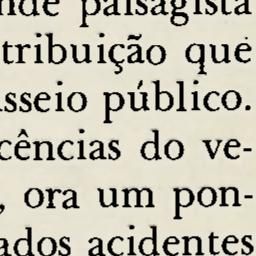 nde paisagista
tribuição que
sseio público.
cências do ve-
, ora um pon-
ados acidentes